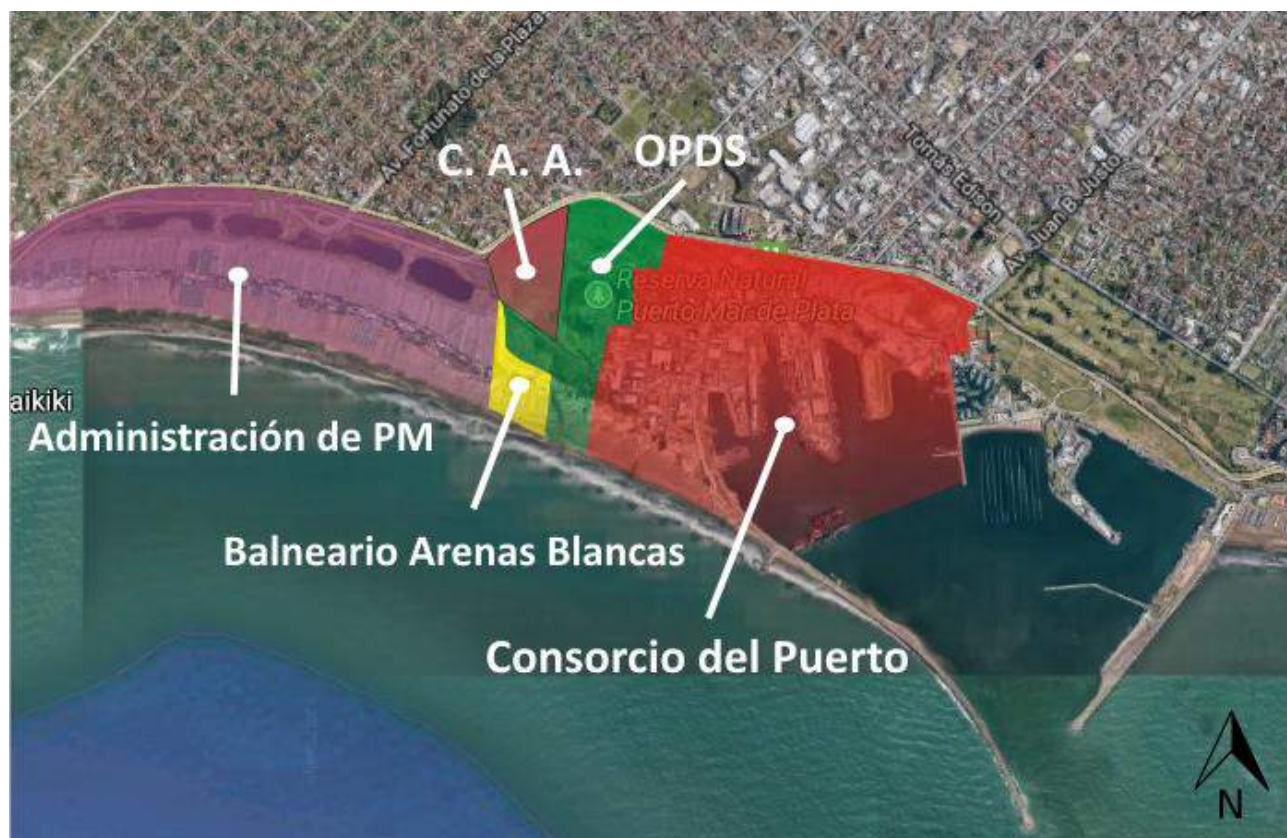 Av. Fortunato de la Plaza
C. A. A.
OPDS
Tomas Edison
Av. Juan B. Justo
Reserva Natural
Puerto Mar de Plata
aikiki
Administración de PM
Balneario Arenas Blancas
Consorcio del Puerto
N